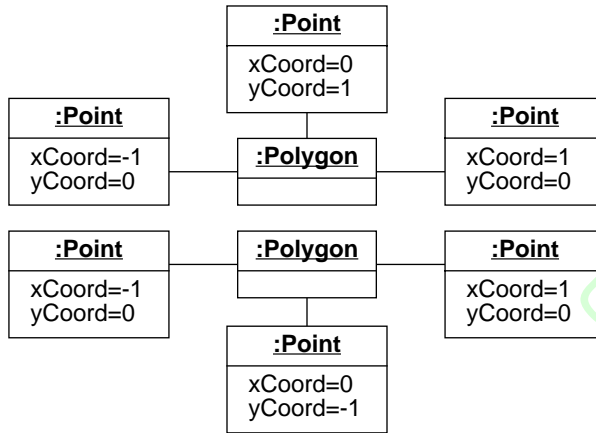 :Point
xCoord=0
yCoord=1
:Point
xCoord=-1
yCoord=0
:Polygon
:Point
xCoord=1
yCoord=0
:Point
xCoord=-1
yCoord=0
:Polygon
:Point
xCoord=1
yCoord=0
:Point
xCoord=0
yCoord=-1